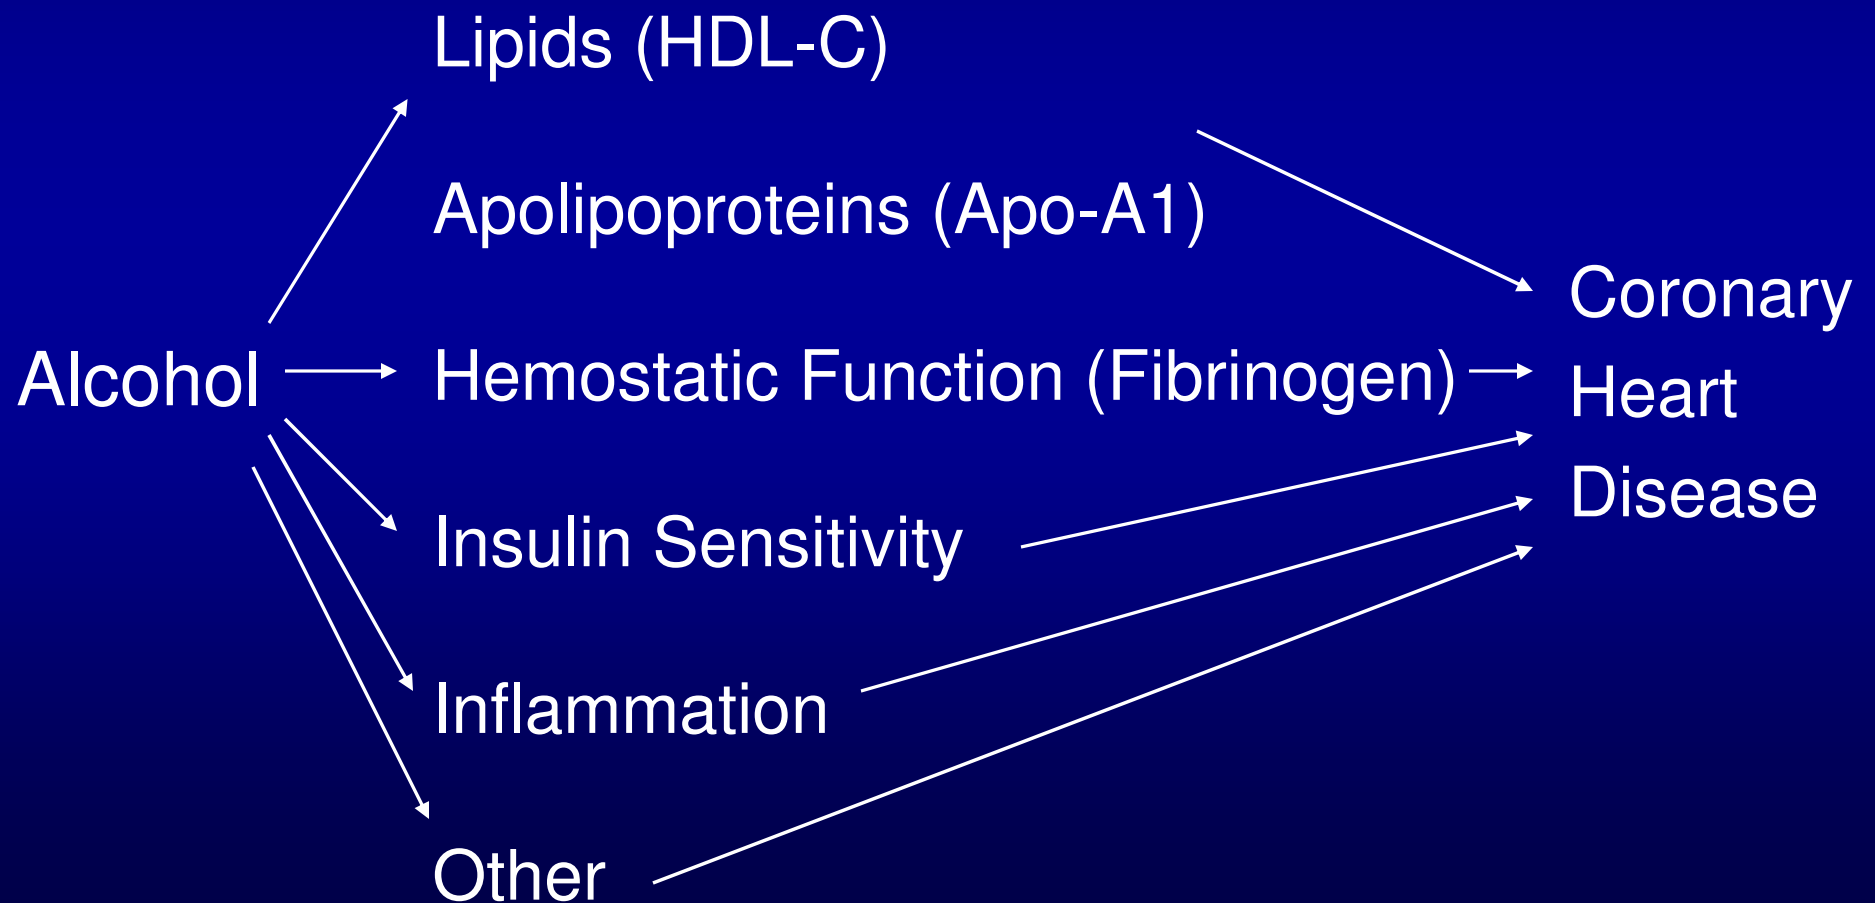 Lipids (HDL-C)
Apolipoproteins (Apo-A1)
Alcohol
Hemostatic Function (Fibrinogen)
Insulin Sensitivity
Inflammation
Other
Coronary
Heart
Disease